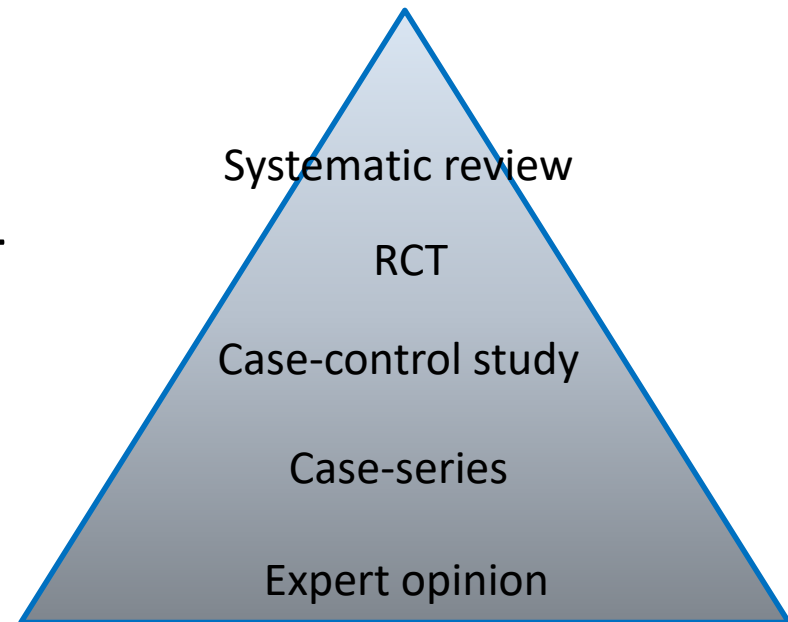 Systematic review
.
RCT
Case-control study
Case-series
Expert opinion